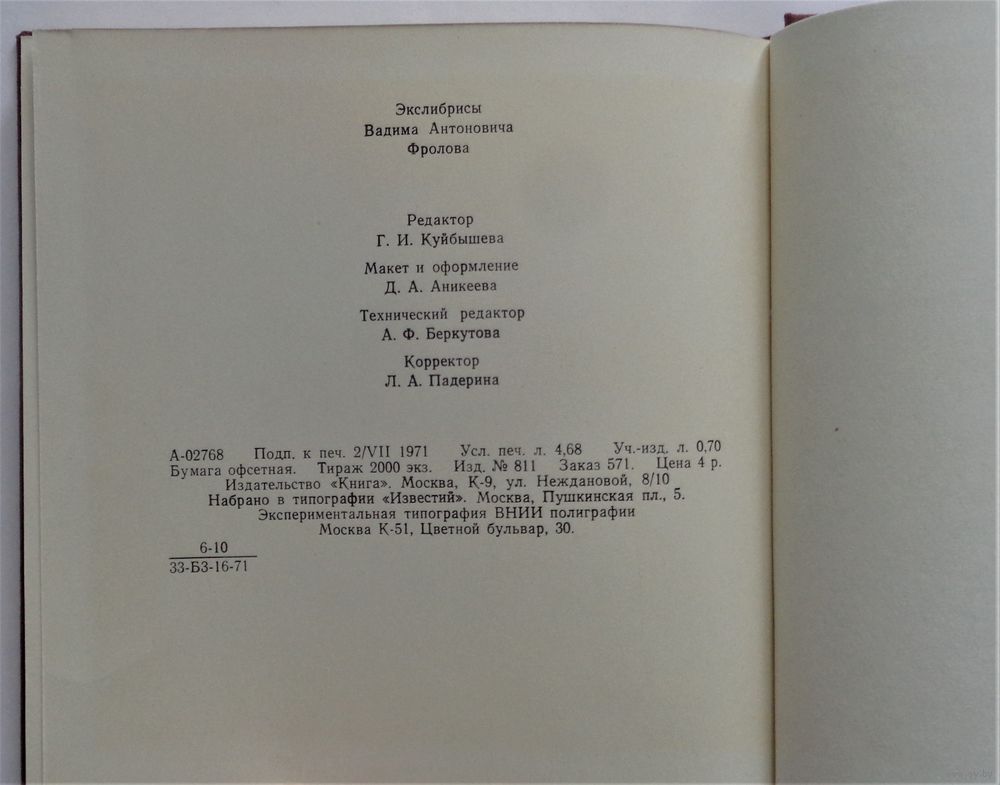 Экслибрисы
Вадима Антоновича
Фролова
Редактор
Г. И. Куйбышева
Макет и оформление
Д. А. Аникеева
Технический редактор
А. Ф. Беркутова
Корректор
Л. А. Падерина
А-02768 Подп. к печ. 2/VII 1971 Усл. печ. л. 4,68 Уч.-изд. л. 0,70
Бумага офсетная. Тираж 2000 экз. Изд. № 811 Заказ 571. Цена 4 р.
Издательство «Книга». Москва, К-9, ул. Неждановой, 8/10
Набрано в типографии «Известий». Москва, Пушкинская пл., 5.
Экспериментальная типография ВНИИ полиграфии
Москва К-51, Цветной бульвар, 30.
6-10
33-БЗ-16-71